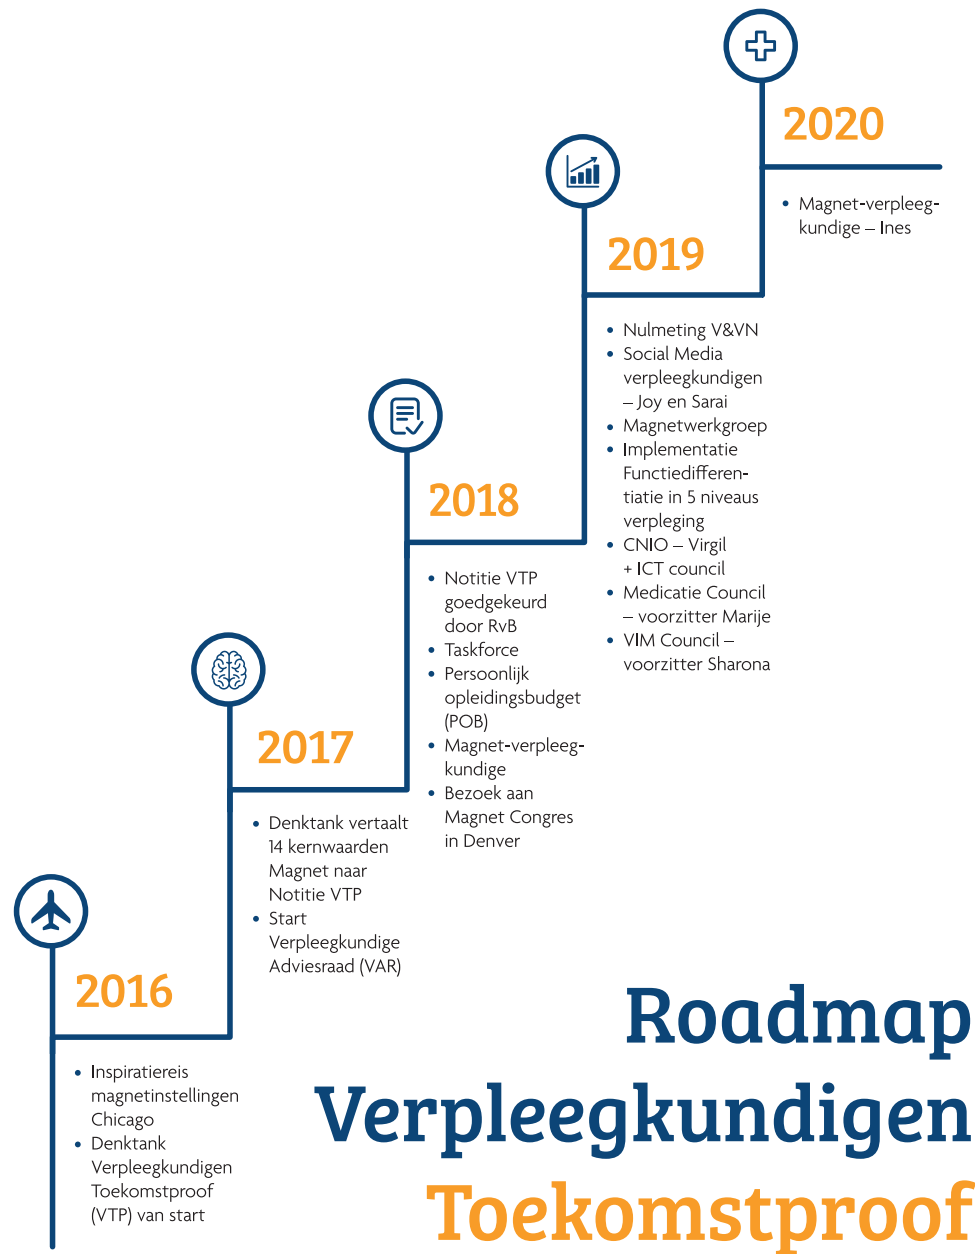 2016
• Inspiratiereis
magnetinstellingen
Chicago
• Denktank
Verpleegkundigen
Toekomstproof
(VTP) van start
2017
• Denktank vertaalt
14 kernwaarden
Magnet naar
Notitie VTP
• Start
Verpleegkundige
Adviesraad (VAR)
2018
• Notitie VTP
goedgekeurd
door RvB
• Taskforce
• Persoonlijk
opleidingsbudget
(POB)
• Magnet-verpleeg-
kundige
• Bezoek aan
Magnet Congres
in Denver
2019
• Nulmeting V&VN
• Social Media
verpleegkundigen
– Joy en Sarai
• Magnetwerkgroep
• Implementatie
Functiedifferen-
tiatie in 5 niveaus
verpleging
• CNIO – Virgil
+ ICT council
• Medicatie Council
– voorzitter Marije
• VIM Council –
voorzitter Sharona
2020
• Magnet-verpleeg-
kundige – Ines
Roadmap
Verpleegkundigen
Toekomstproof